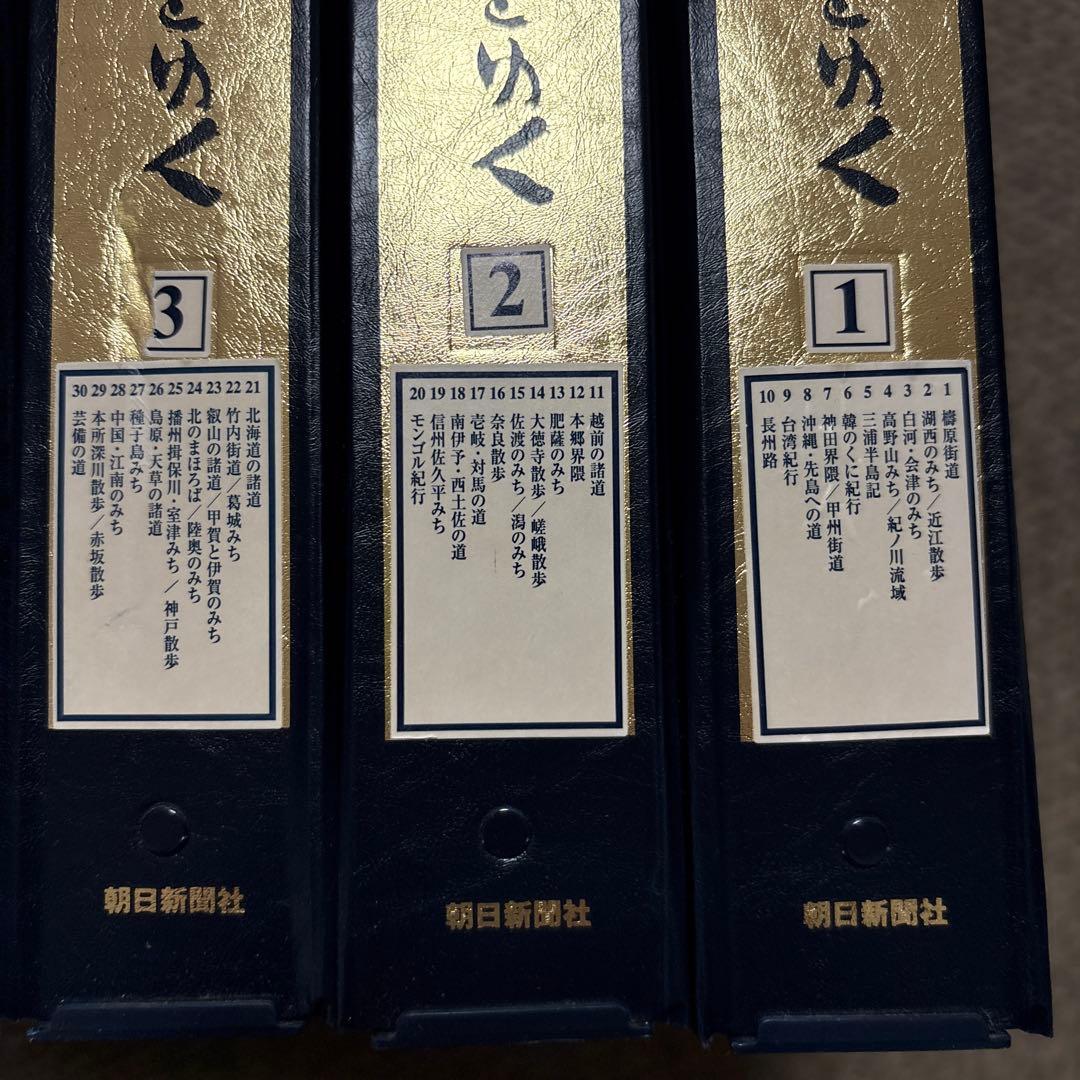 をゆく
1
1 檮原街道
2 湖西のみち／近江散歩
3 白河・会津のみち
4 高野山みち／紀ノ川流域
5 三浦半島記
6 韓のくに紀行
7 神田界隈／甲州街道
8 沖縄・先島への道
9 台湾紀行
10 長州路
朝日新聞社
をゆく
2
11 越前の諸道
12 本郷界隈
13 肥薩のみち
14 大徳寺散歩／嵯峨散歩
15 佐渡のみち／潟のみち
16 奈良散歩
17 壱岐・対馬の道
18 南伊予・西土佐の道
19 信州佐久平みち
20 モンゴル紀行
朝日新聞社
をゆく
3
21 北海道の諸道
22 竹内街道／葛城みち
23 叡山の諸道／甲賀と伊賀のみち
24 北のまほろば／陸奥のみち
25 播州揖保川・室津みち／神戸散歩
26 島原・天草の諸道
27 種子島みち
28 中国・江南のみち
29 本所深川散歩／赤坂散歩
30 芸備の道
朝日新聞社